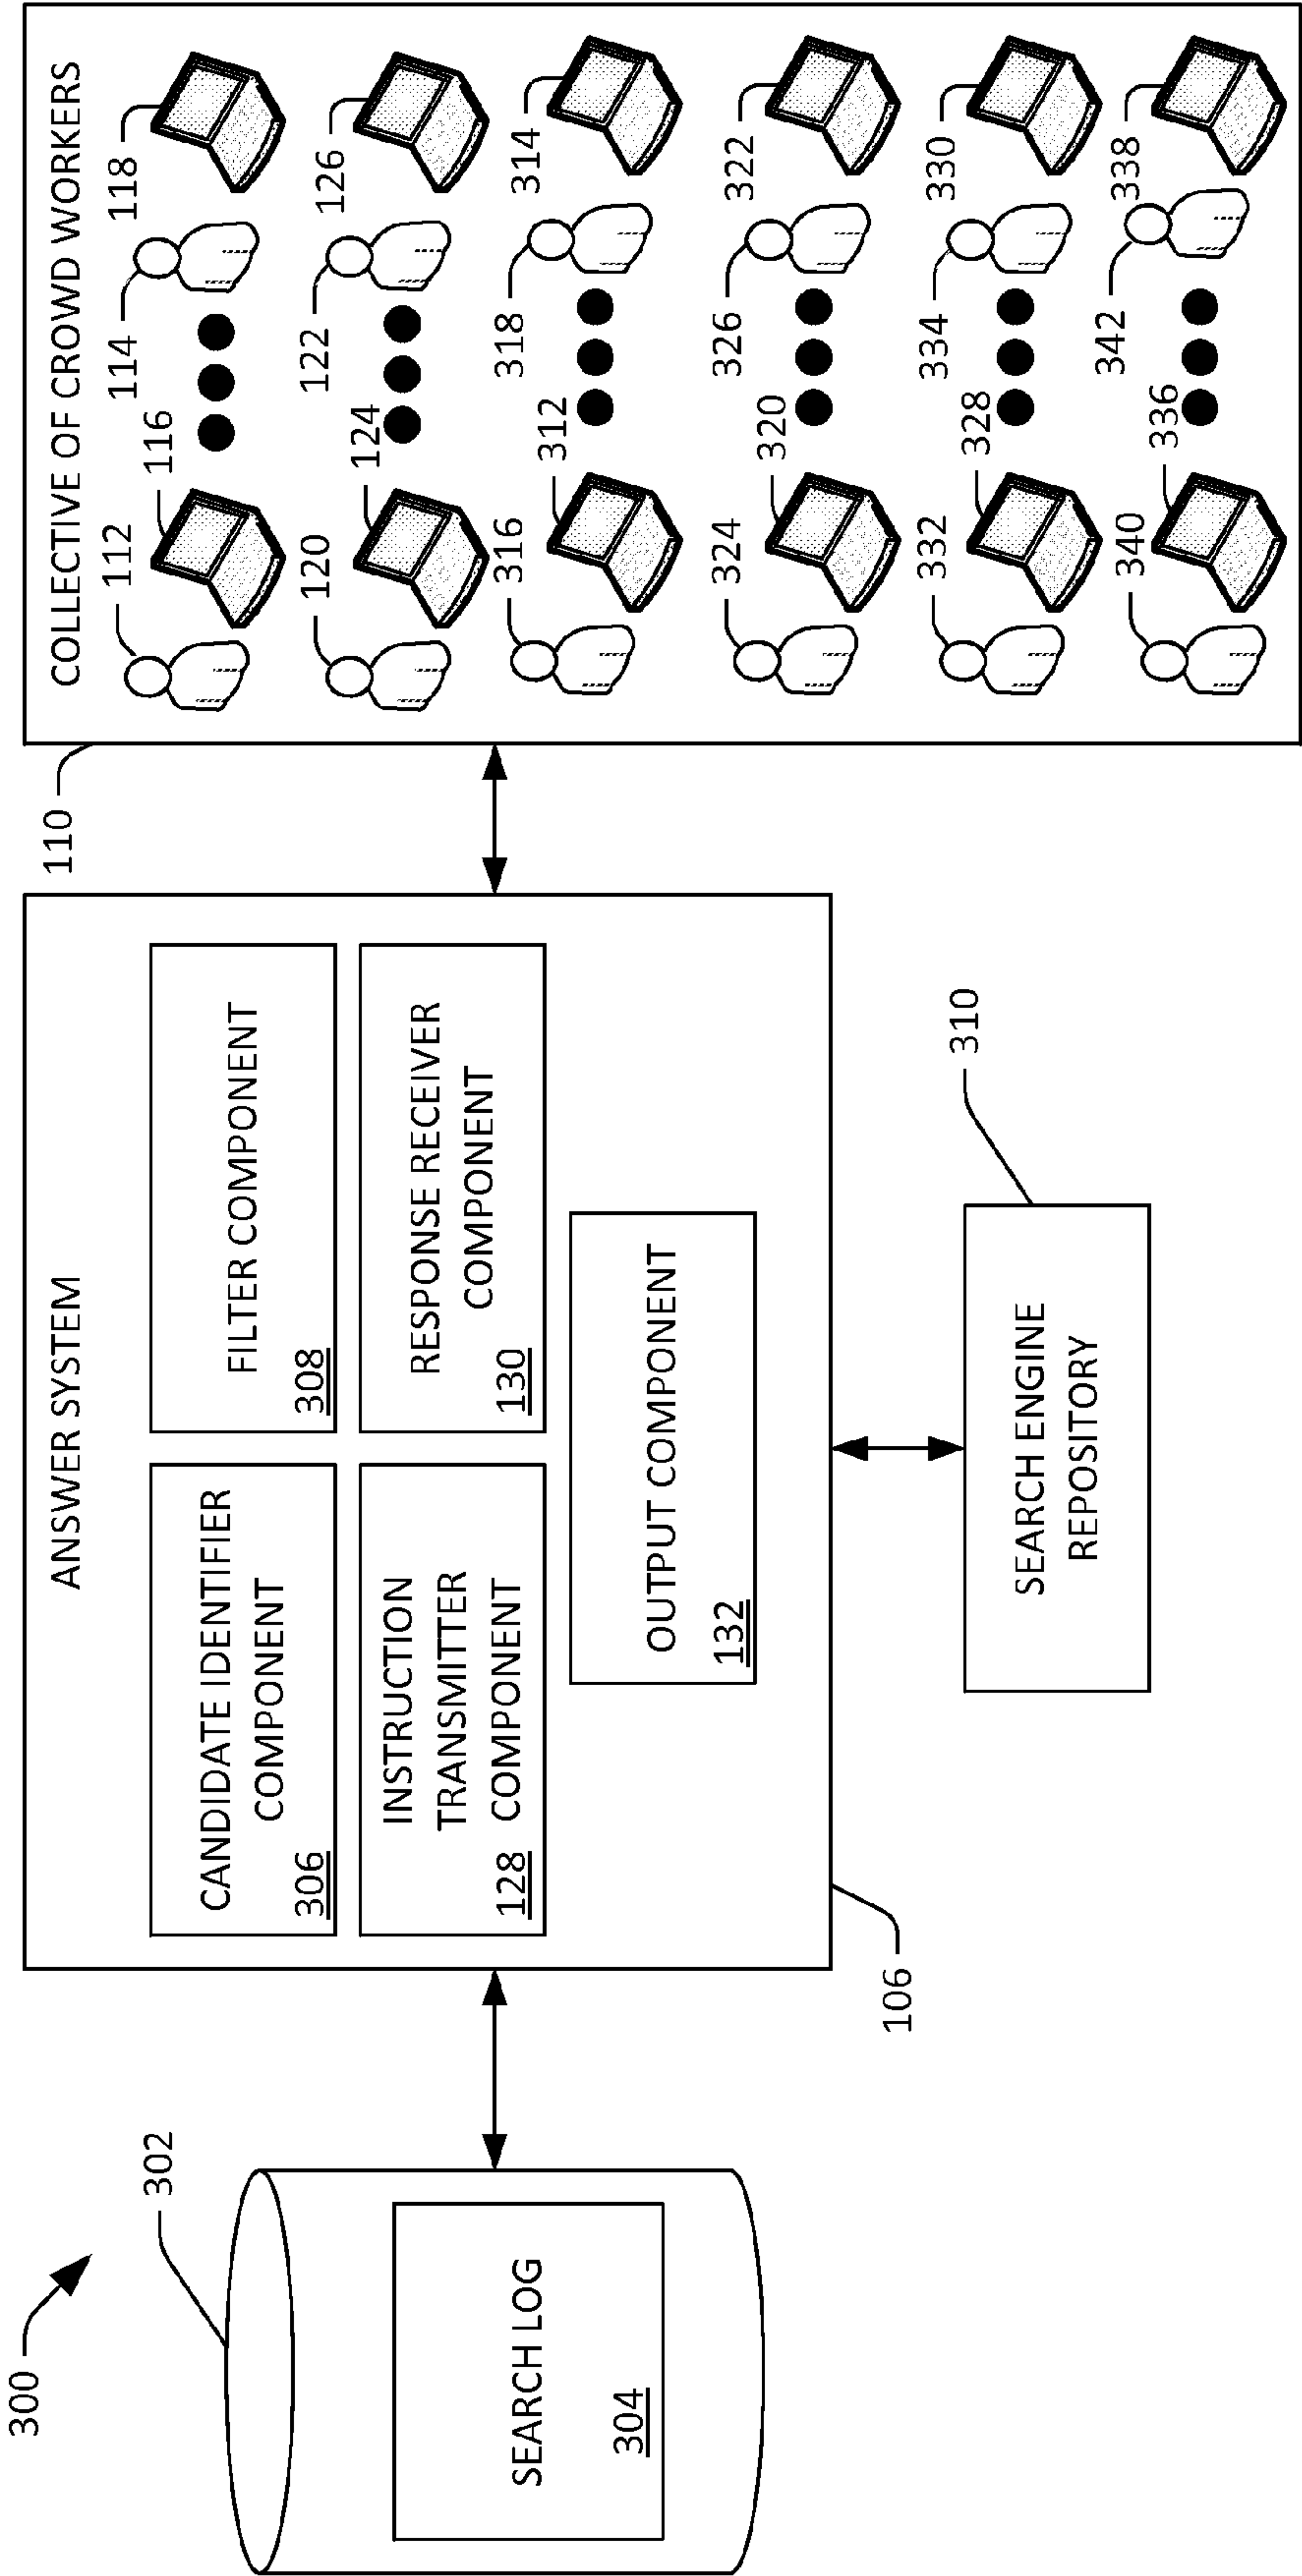 300
302
SEARCH LOG
304
ANSWER SYSTEM
CANDIDATE IDENTIFIER
COMPONENT
306
FILTER COMPONENT
308
INSTRUCTION
TRANSMITTER
128 COMPONENT
RESPONSE RECEIVER
COMPONENT
130
OUTPUT COMPONENT
132
106
SEARCH ENGINE
REPOSITORY
310
110
COLLECTIVE OF CROWD WORKERS
112
116
114
118
120
124
122
126
316
312
318
314
324
320
326
322
332
328
334
330
340
336
342
338